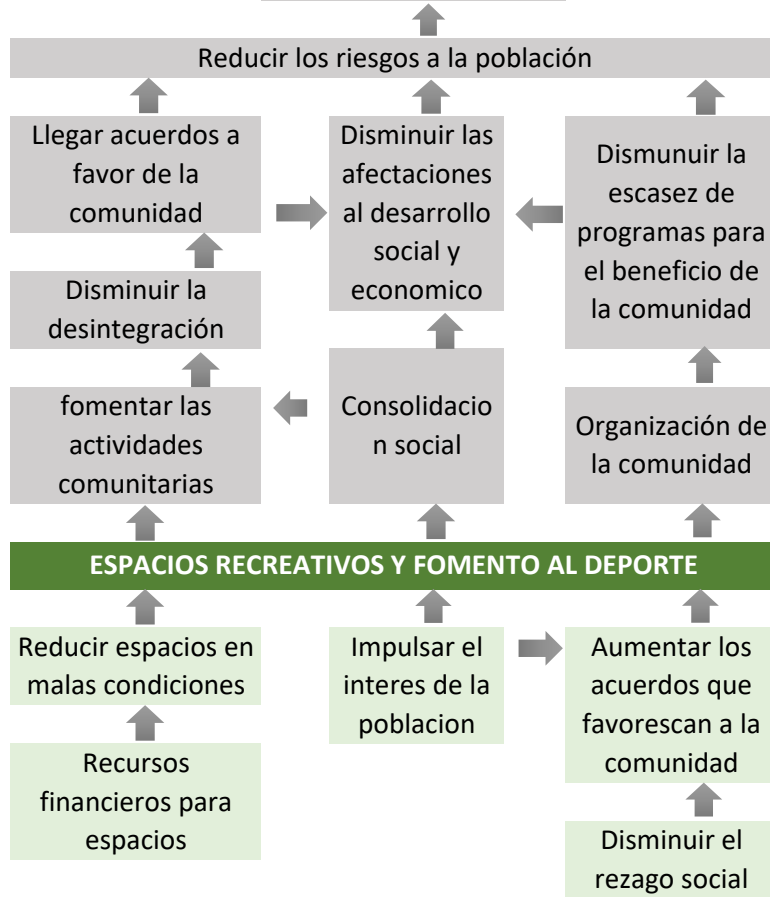 Reducir los riesgos a la población
Llegar acuerdos a
favor de la
comunidad
Disminuir las
afectaciones
al desarrollo
social y
economico
Dismunuir la
escasez de
programas para
el beneficio de
la comunidad
Disminuir la
desintegración
fomentar las
actividades
comunitarias
Consolidacio
n social
Organización de
la comunidad
ESPACIOS RECREATIVOS Y FOMENTO AL DEPORTE
Reducir espacios en
malas condiciones
Impulsar el
interes de la
poblacion
Aumentar los
acuerdos que
favorescan a la
comunidad
Recursos
financieros para
espacios
Disminuir el
rezago social